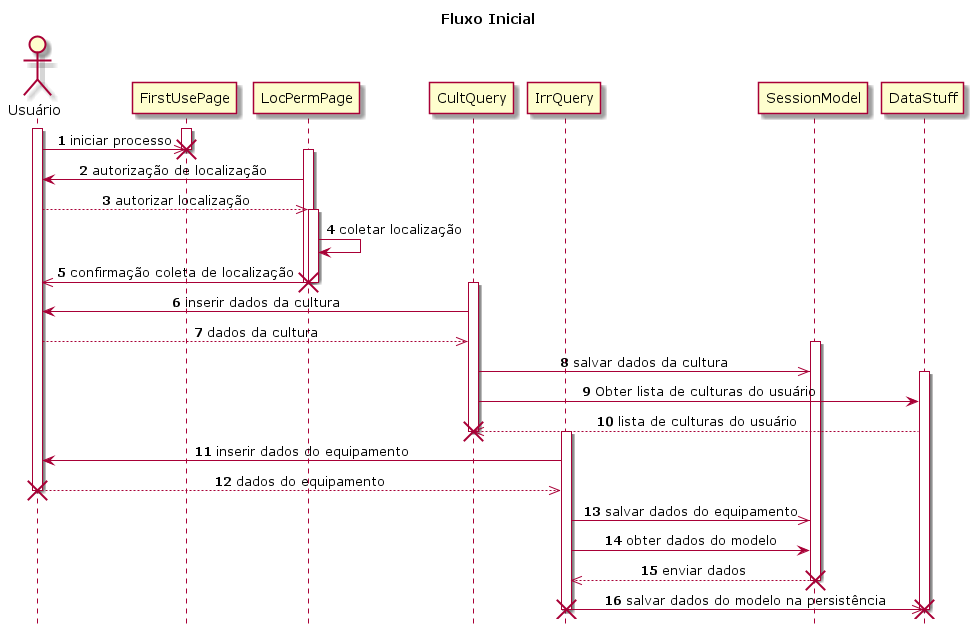 Fluxo Inicial
Usuário
FirstUsePage
LocPermPage
CultQuery
IrrQuery
SessionModel
DataStuff
1 iniciar processo
2 autorização de localização
3 autorizar localização
4 coletar localização
5 confirmação coleta de localização
6 inserir dados da cultura
7 dados da cultura
8 salvar dados da cultura
9 Obter lista de culturas do usuário
10 lista de culturas do usuário
11 inserir dados do equipamento
12 dados do equipamento
13 salvar dados do equipamento
14 obter dados do modelo
15 enviar dados
16 salvar dados do modelo na persistência